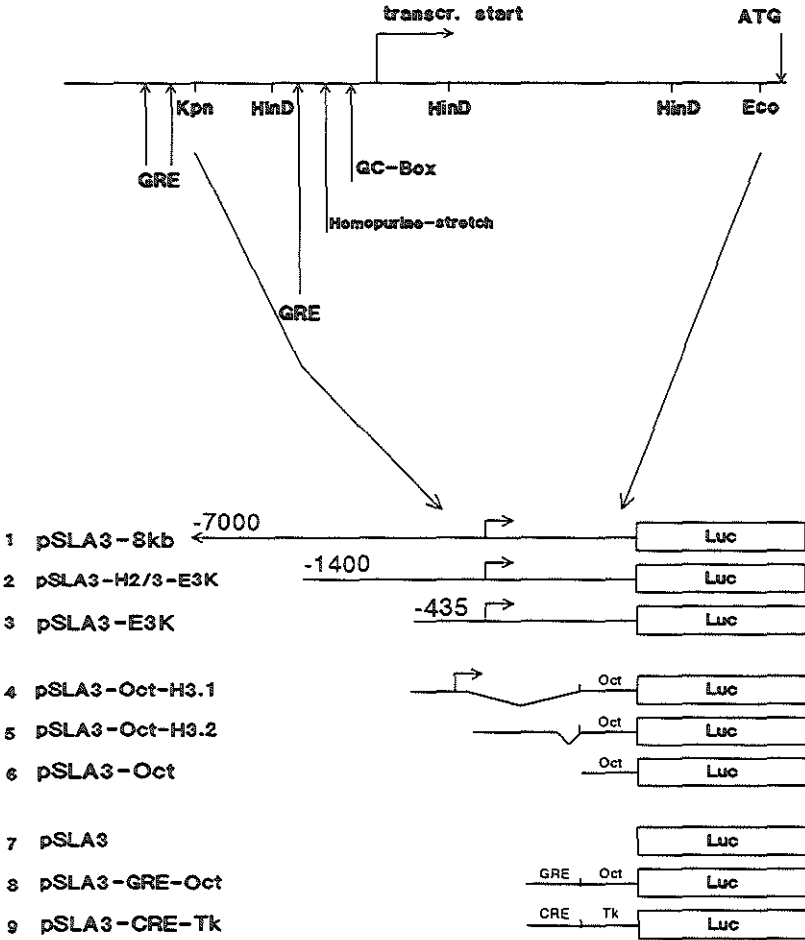 transcr. start
ATG
Kpn HinD HinD HinD Eco
GRE
GC-Box
Homopurine-stretch
GRE
-7000
1 pSLA3-8kb Luc
-1400
2 pSLA3-H2/3-E3K Luc
-435
3 pSLA3-E3K Luc
4 pSLA3-Oct-H3.1 Oct Luc
5 pSLA3-Oct-H3.2 Oct Luc
6 pSLA3-Oct Oct Luc
7 pSLA3 Luc
8 pSLA3-GRE-Oct GRE Oct Luc
9 pSLA3-CRE-Tk CRE Tk Luc